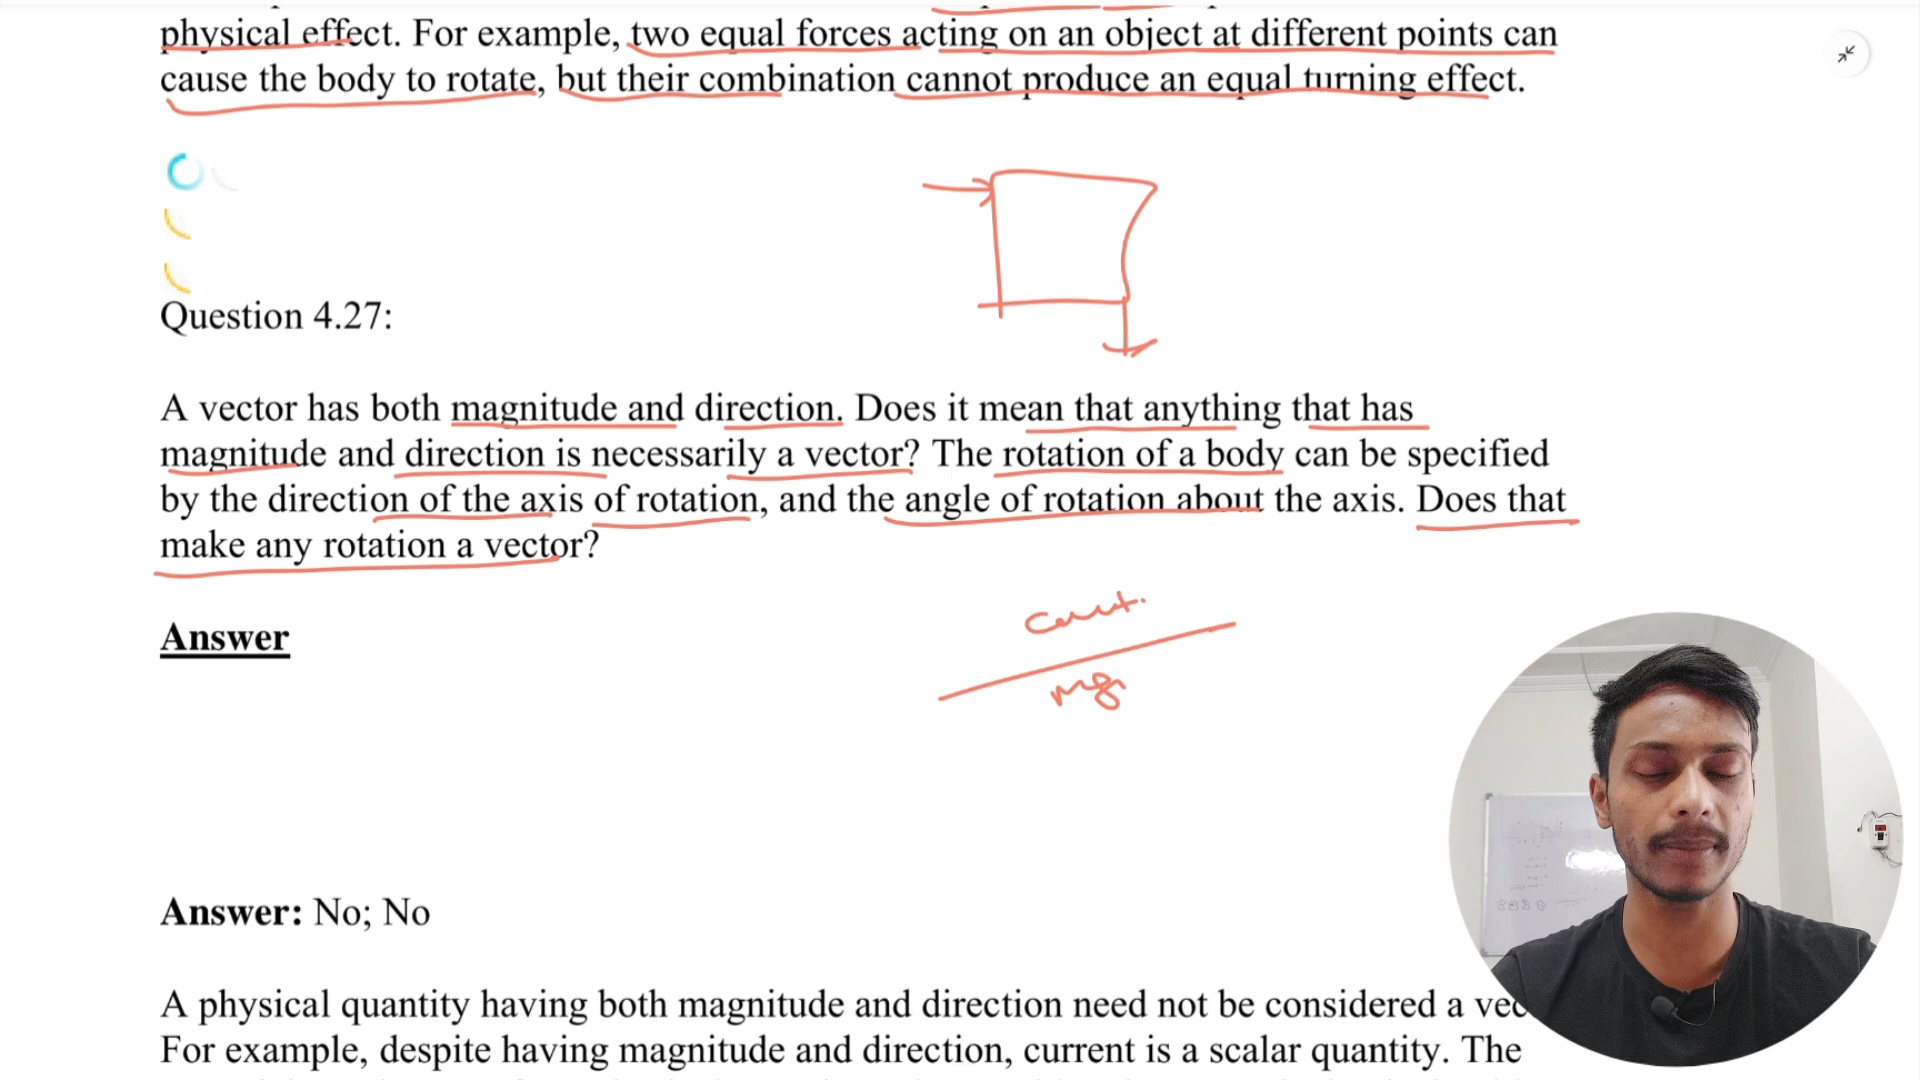 physical effect. For example, two equal forces acting on an object at different points can
cause the body to rotate, but their combination cannot produce an equal turning effect.
Question 4.27:
A vector has both magnitude and direction. Does it mean that anything that has
magnitude and direction is necessarily a vector? The rotation of a body can be specified
by the direction of the axis of rotation, and the angle of rotation about the axis. Does that
make any rotation a vector?
Answer
Answer: No; No
A physical quantity having both magnitude and direction need not be considered a
For example, despite having magnitude and direction, current is a scalar quantity. The